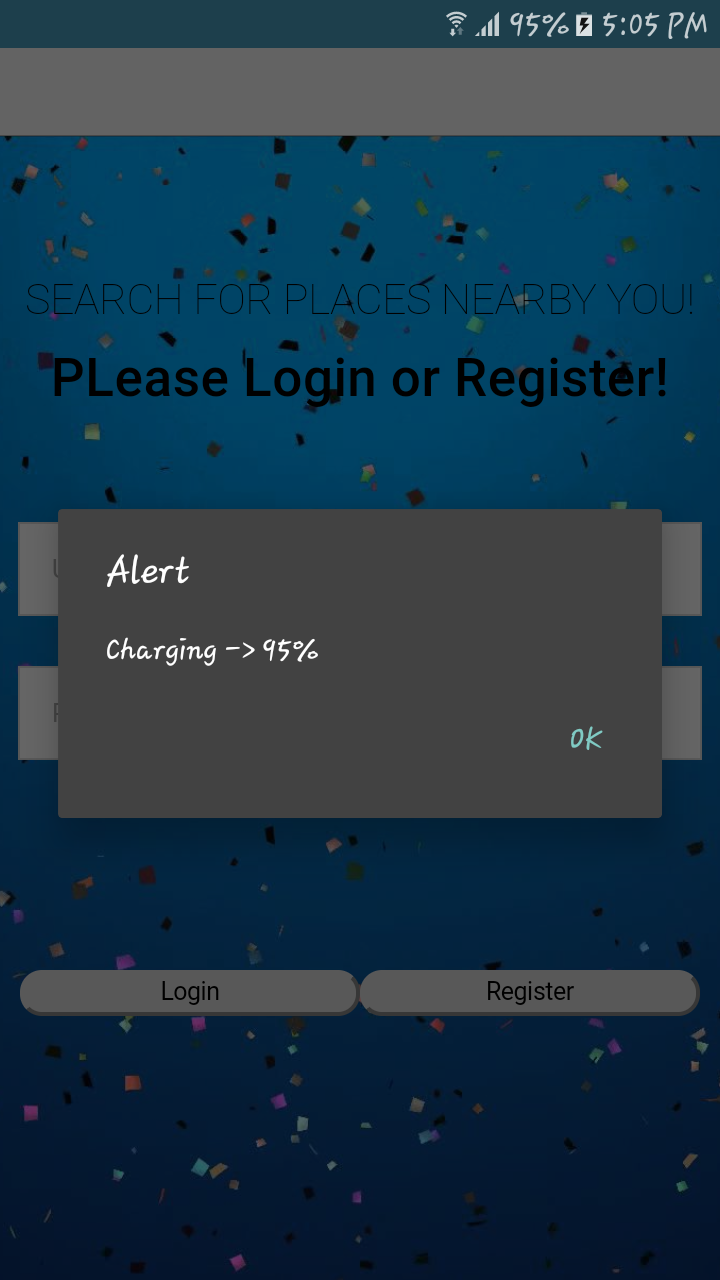 95% 5:05 PM
SEARCH FOR PLACES NEARBY YOU!
PLease Login or Register!
Alert
Charging -> 95%
OK
Login
Register